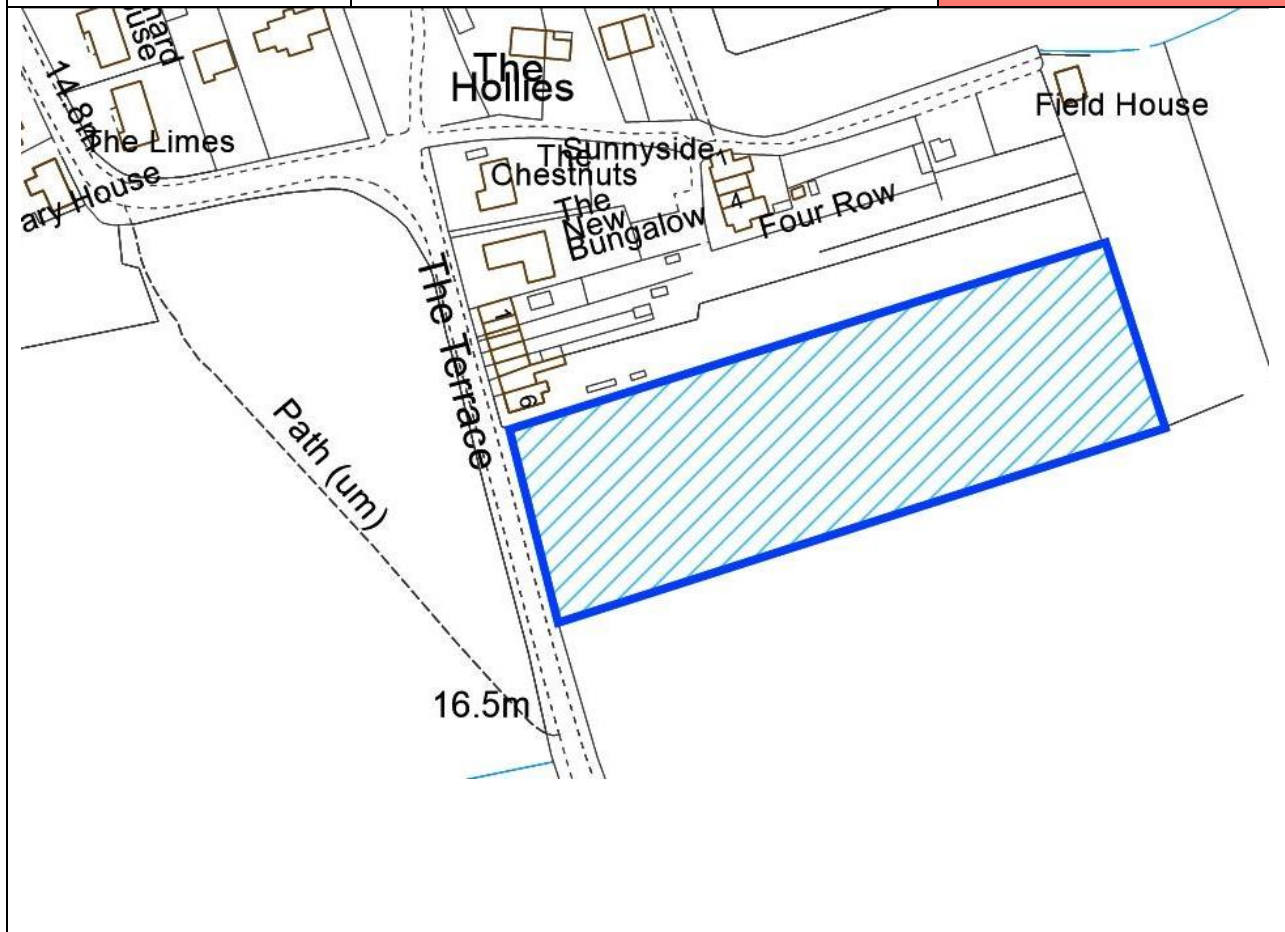 14.8m
The Limes
ary House
The
Hollies
The
Chestnuts
Sunnyside
1
4
Four Row
Field House
The
New
Bungalow
The Terrace
1
6
Path (um)
16.5m